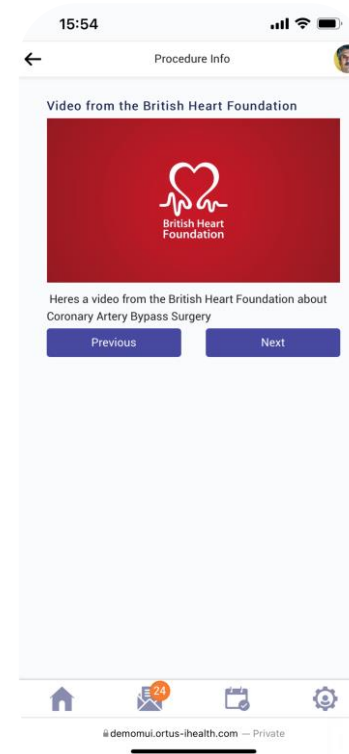 15:54
Procedure Info
Video from the British Heart Foundation
British Heart
Foundation
Heres a video from the British Heart Foundation about
Coronary Artery Bypass Surgery
Previous Next
24
demomui.ortus-ihealth.com — Private